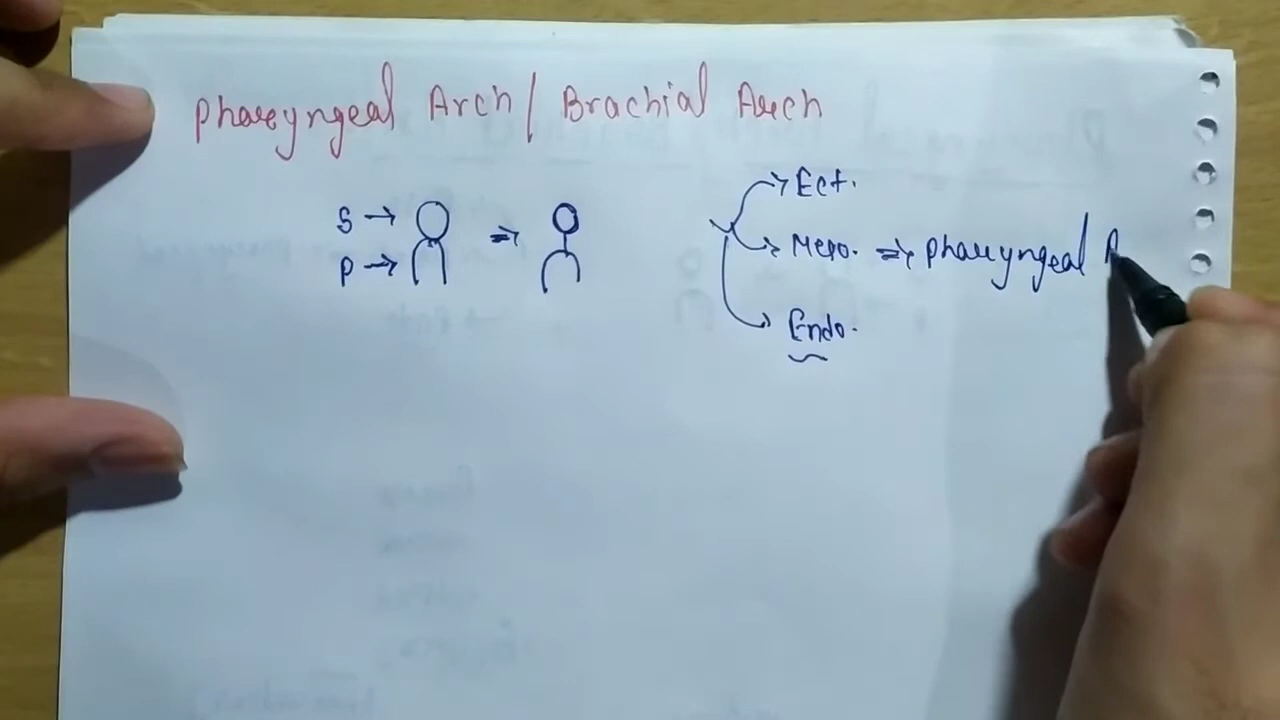 Pharyngeal Arch / Brachial Arch
S →
P →
⇒
→ Ect.
→ Meso. ⇒ Pharyngeal A
→ Endo.